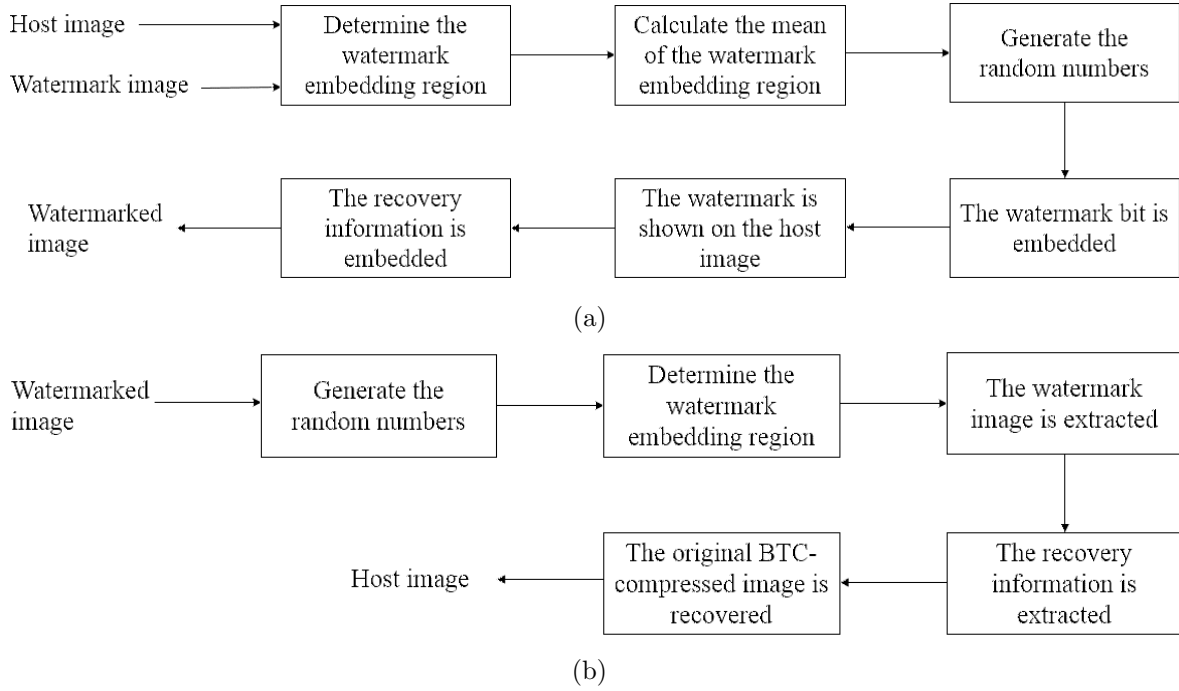 Host image
Watermark image
Determine the
watermark
embedding region
Calculate the mean
of the watermark
embedding region
Generate the
random numbers
The watermark bit is
embedded
The watermark is
shown on the host
image
The recovery
information is
embedded
Watermarked
image
(a)
Watermarked
image
Generate the
random numbers
Determine the
watermark
embedding region
The watermark
image is extracted
The recovery
information is
extracted
The original BTC-
compressed image is
recovered
Host image
(b)